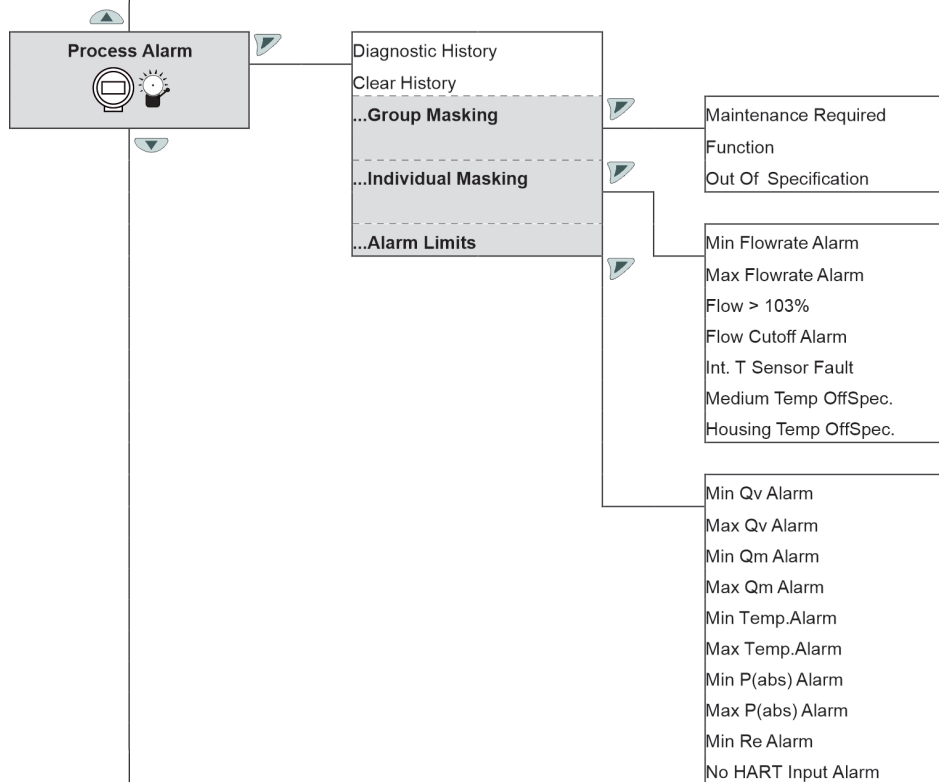 Process Alarm
Diagnostic History
Clear History
...Group Masking
...Individual Masking
...Alarm Limits
Maintenance Required
Function
Out Of Specification
Min Flowrate Alarm
Max Flowrate Alarm
Flow > 103%
Flow Cutoff Alarm
Int. T Sensor Fault
Medium Temp OffSpec.
Housing Temp OffSpec.
Min Qv Alarm
Max Qv Alarm
Min Qm Alarm
Max Qm Alarm
Min Temp.Alarm
Max Temp.Alarm
Min P(abs) Alarm
Max P(abs) Alarm
Min Re Alarm
No HART Input Alarm